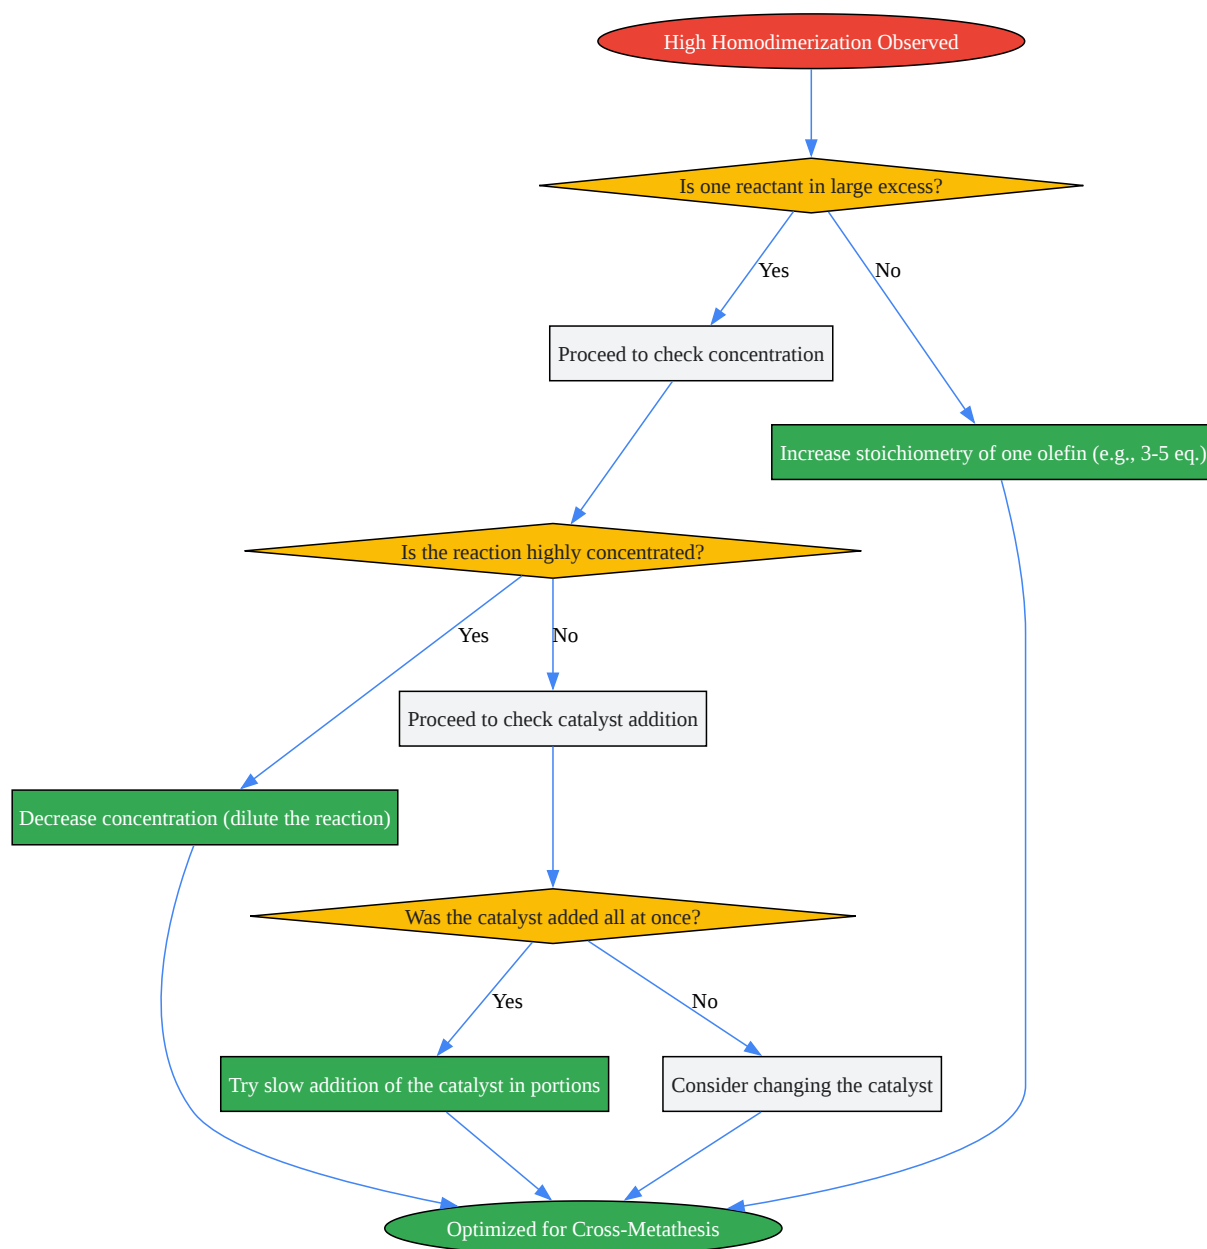 High Homodimerization Observed
Is one reactant in large excess?
Yes
No
Proceed to check concentration
Increase stoichiometry of one olefin (e.g., 3-5 eq.)
Is the reaction highly concentrated?
Yes
No
Proceed to check catalyst addition
Decrease concentration (dilute the reaction)
Was the catalyst added all at once?
Yes
No
Try slow addition of the catalyst in portions
Consider changing the catalyst
Optimized for Cross-Metathesis